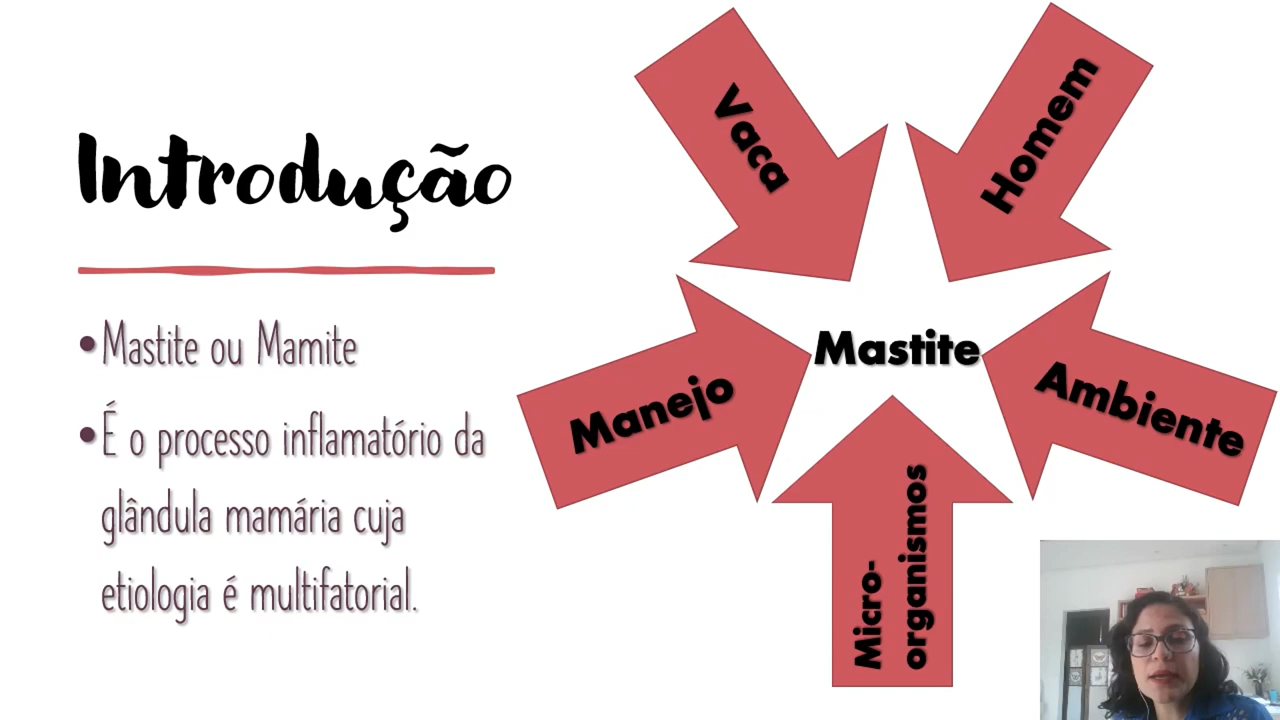 Introdução
•Mastite ou Mamite
•É o processo inflamatório da
glândula mamária cuja
etiologia é multifatorial.
Vaca
Homem
Manejo
Mastite
Ambiente
Micro-
organismos